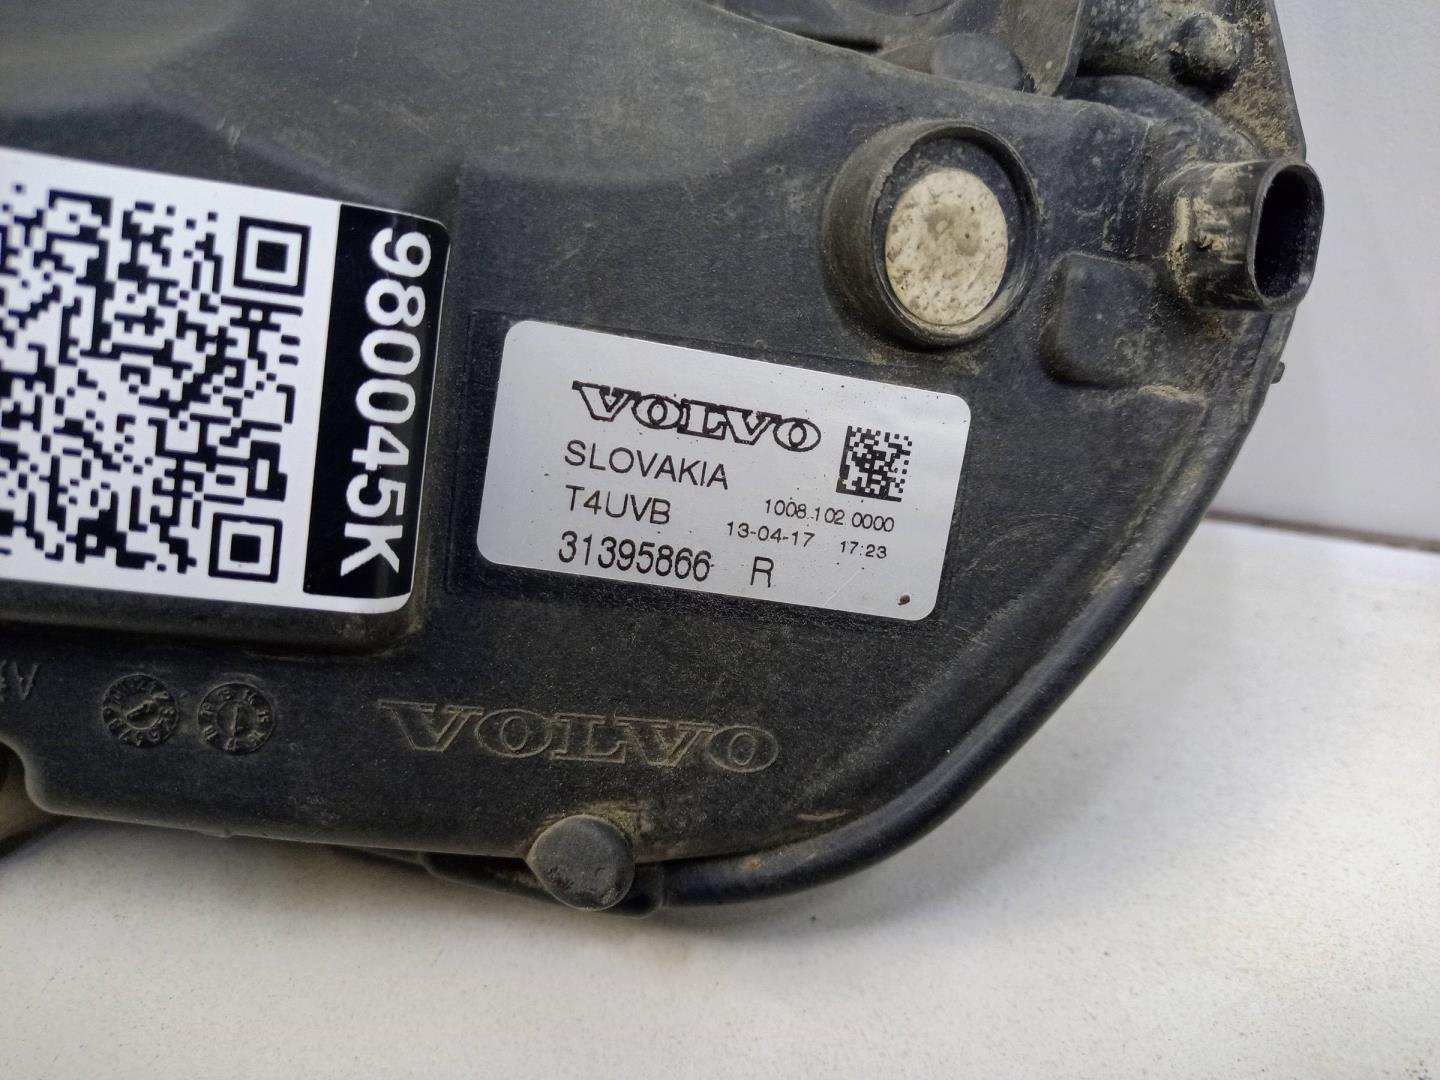 980045K
VOLVO
SLOVAKIA
T4UVB
1008.102.0000
13-04-17 17:23
31395866 R
VOLVO